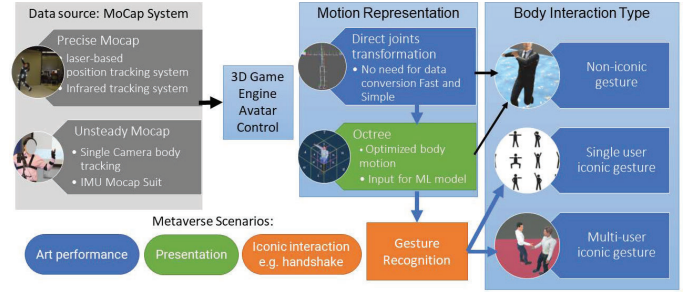 Data source: MoCap System
Precise Mocap
• laser-based
position tracking system
• Infrared tracking system
Unsteady Mocap
• Single Camera body
tracking
• IMU Mocap Suit
3D Game
Engine
Avatar
Control
Motion Representation
Direct joints
transformation
• No need for data
conversion Fast and
Simple
Octree
• Optimized body
motion
• Input for ML model
Gesture
Recognition
Body Interaction Type
Non-iconic
gesture
Single user
iconic gesture
Multi-user
iconic gesture
Metaverse Scenarios:
Art performance
Presentation
Iconic interaction
e.g. handshake